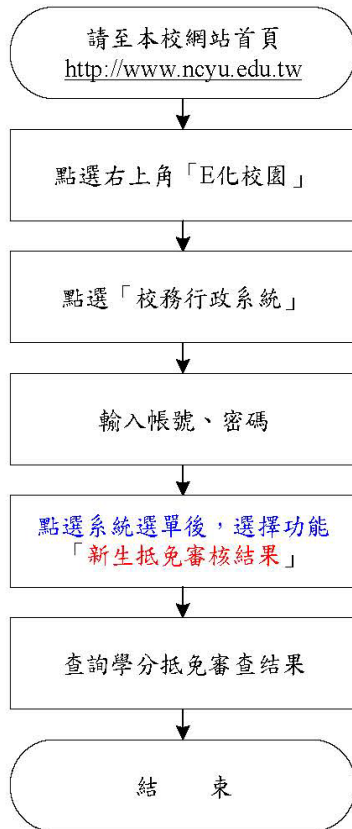 請至本校網站首頁
http://www.ncyu.edu.tw
點選右上角「E化校園」
點選「校務行政系統」
輸入帳號、密碼
點選系統選單後，選擇功能
「新生抵免審核結果」
查詢學分抵免審查结果
結　　束